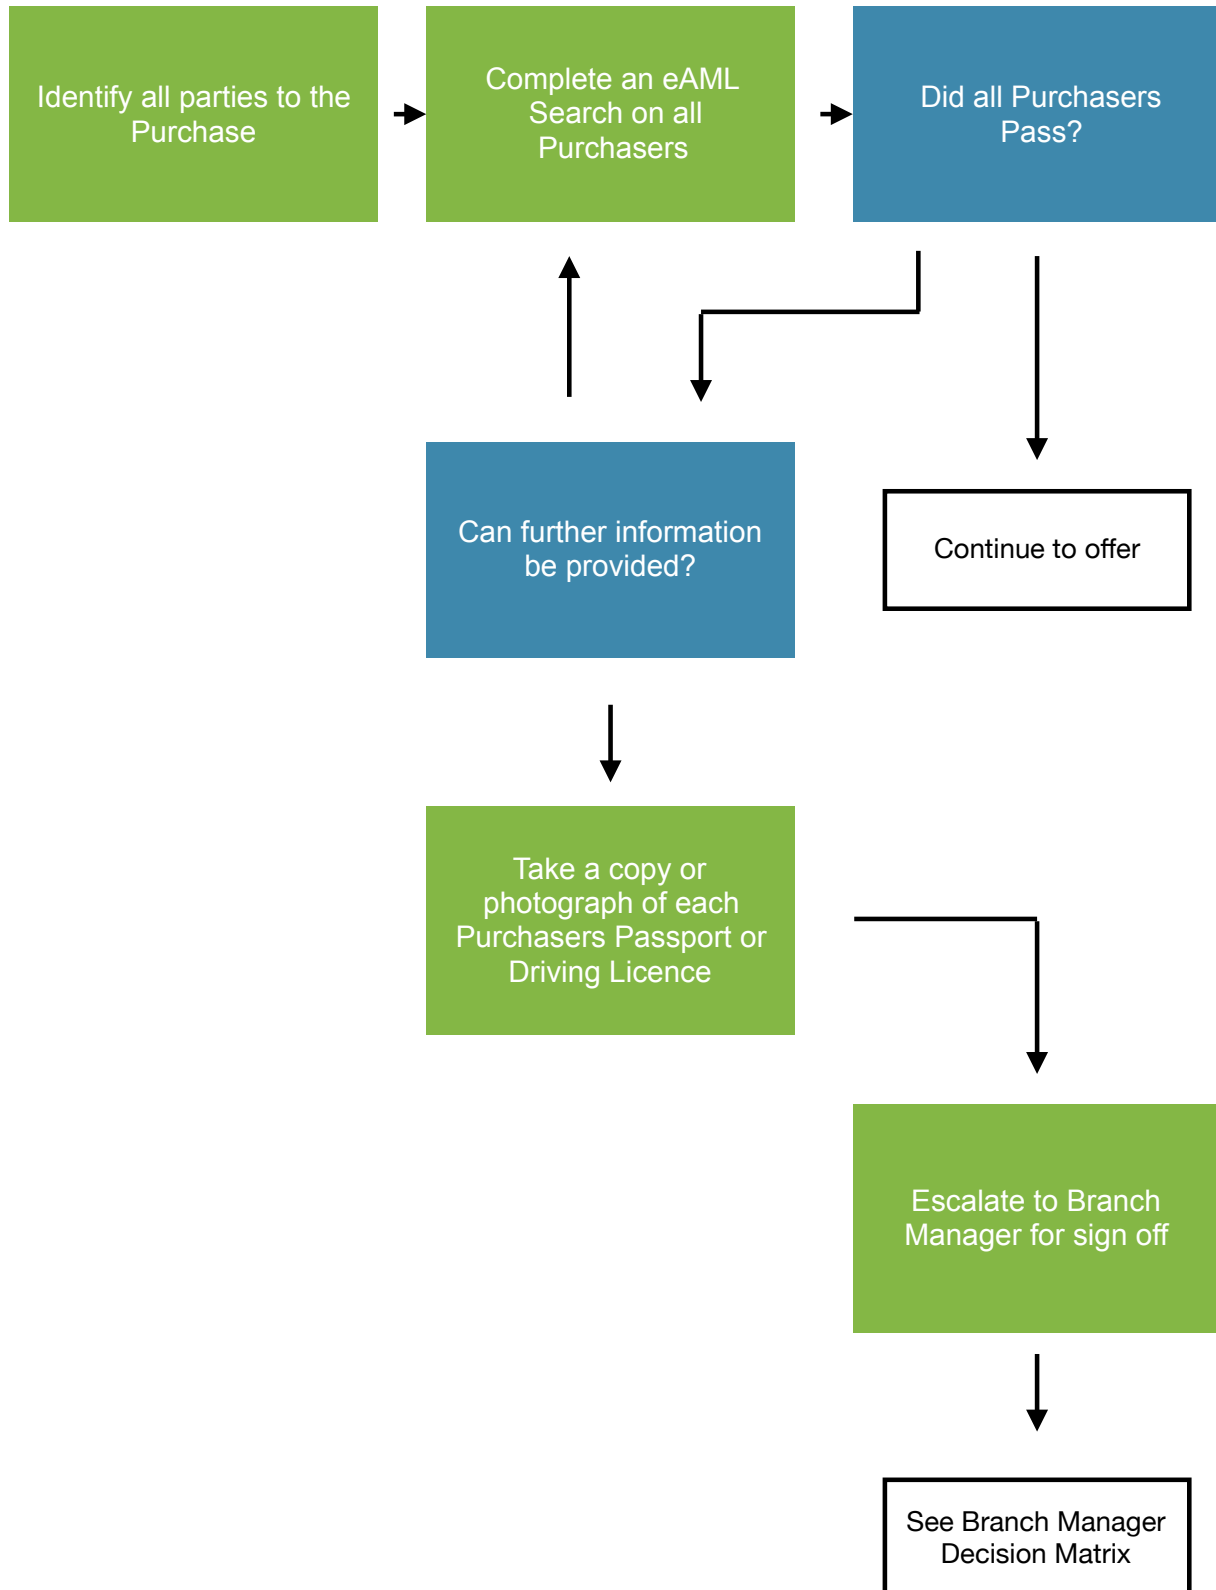 Identify all parties to the
Purchase
Complete an eAML
Search on all
Purchasers
Did all Purchasers
Pass?
Can further information
be provided?
Continue to offer
Take a copy or
photograph of each
Purchasers Passport or
Driving Licence
Escalate to Branch
Manager for sign off
See Branch Manager
Decision Matrix